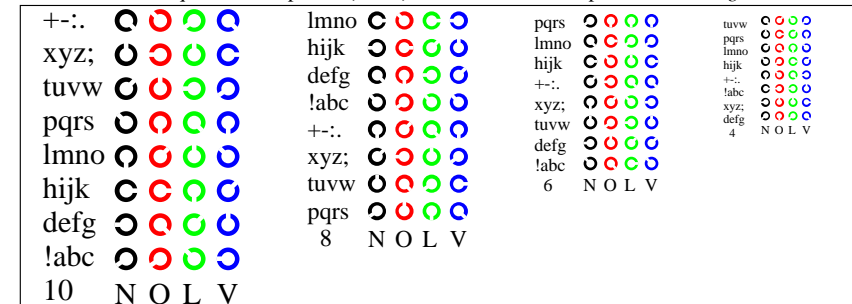 +-:.
xyz;
tuvw
pqrs
lmno
hijk
defg
!abc
10 N O L V
lmno
hijk
defg
!abc
+-:.
xyz;
tuvw
pqrs
8 N O L V
pqrs
lmno
hijk
+-:.
xyz;
tuvw
defg
!abc
6 N O L V
tuvw
pqrs
lmno
hijk
+-:.
!abc
xyz;
defg
4 N O L V